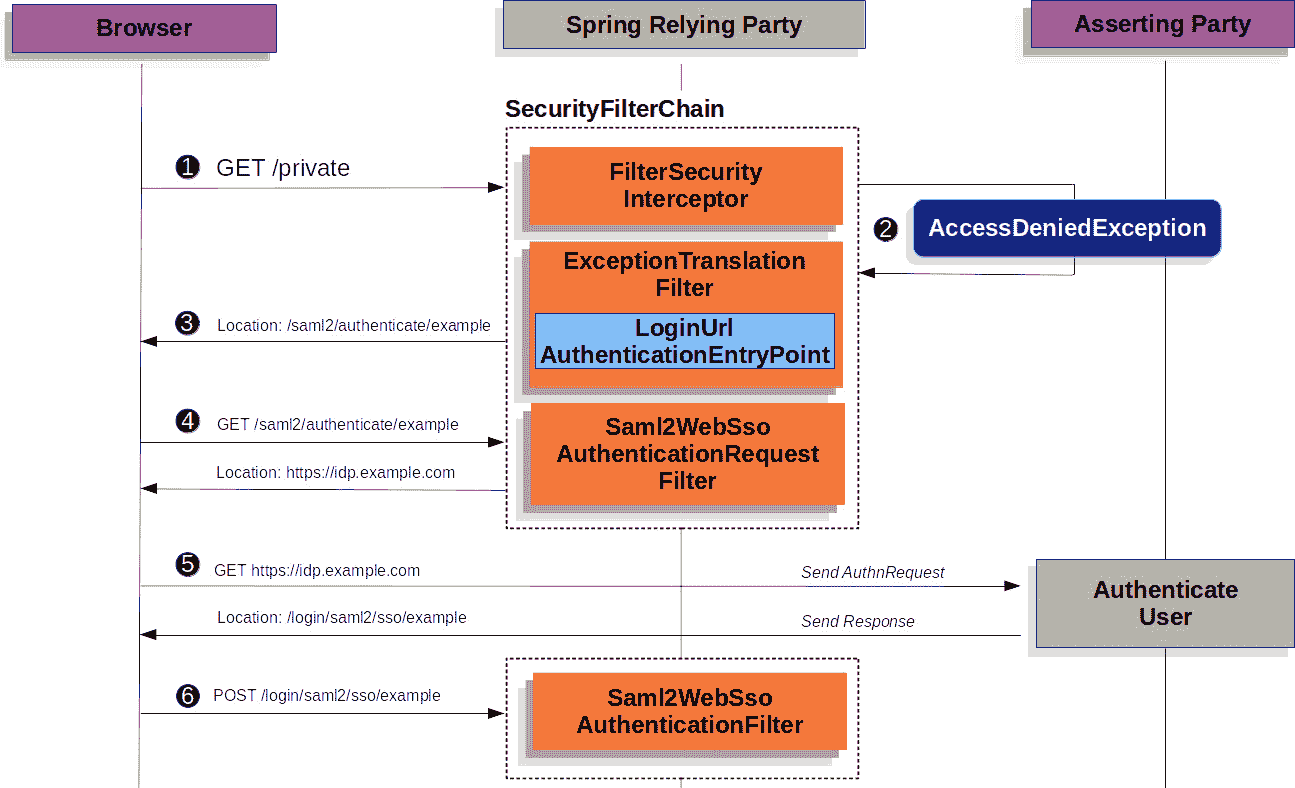 Browser
Spring Relying Party
Asserting Party
SecurityFilterChain
1 GET /private
FilterSecurity
Interceptor
2 AccessDeniedException
ExceptionTranslation
Filter
3 Location: /saml2/authenticate/example
LoginUrl
AuthenticationEntryPoint
4 GET /saml2/authenticate/example
Saml2WebSso
AuthenticationRequest
Filter
Location: https://idp.example.com
5 GET https://idp.example.com
Send AuthnRequest
Authenticate
User
Location: /login/saml2/sso/example
Send Response
6 POST /login/saml2/sso/example
Saml2WebSso
AuthenticationFilter